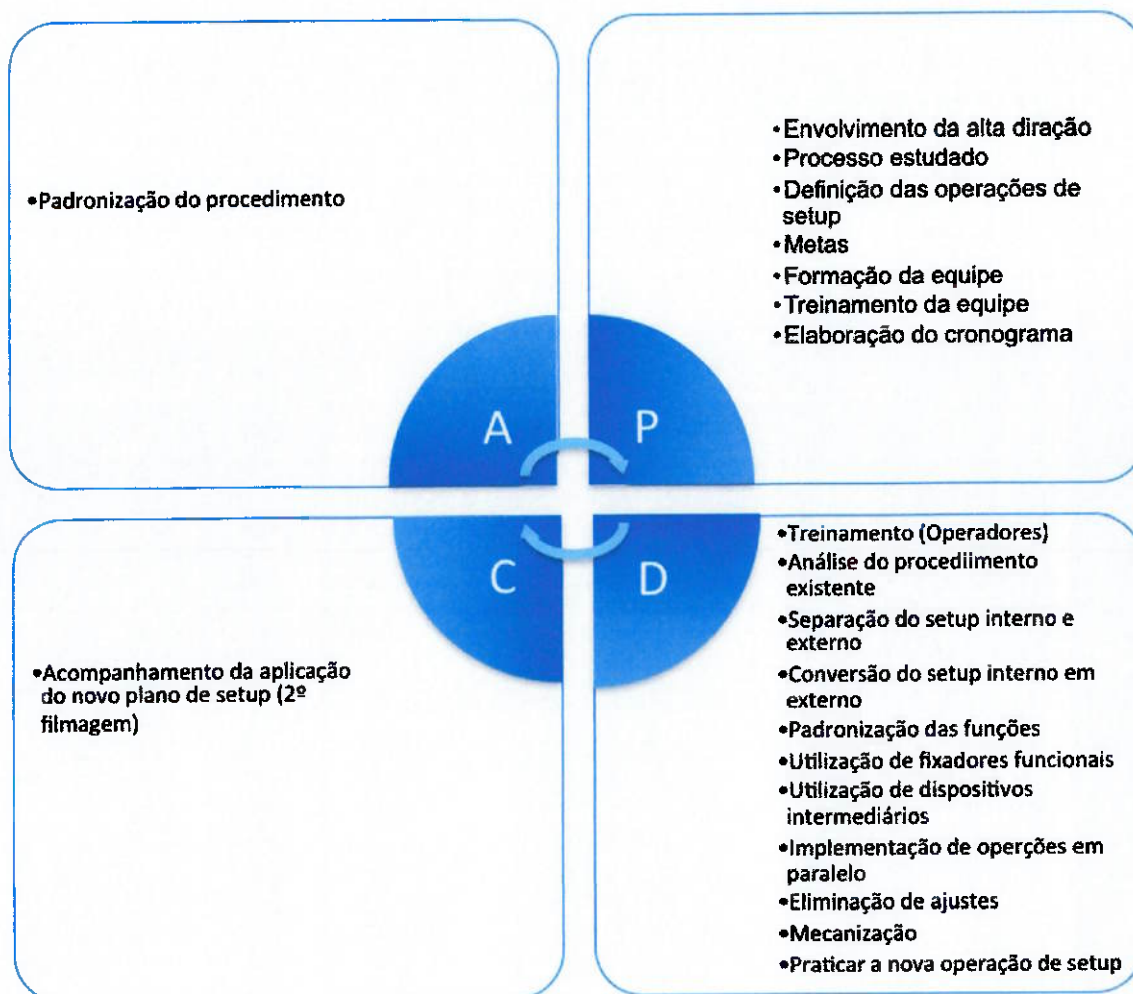 •Padronização do procedimento
•Envolvimento da alta diração
•Processo estudado
•Definição das operações de
setup
•Metas
•Formação da equipe
•Treinamento da equipe
•Elaboração do cronograma
A
P
C
D
•Acompanhamento da aplicação
do novo plano de setup (2º
filmagem)
•Treinamento (Operadores)
•Análise do procediimento
existente
•Separação do setup interno e
externo
•Conversão do setup interno em
externo
•Padronização das funções
•Utilização de fixadores funcionais
•Utilização de dispositivos
intermediários
•Implementação de operções em
paralelo
•Eliminação de ajustes
•Mecanização
•Praticar a nova operação de setup